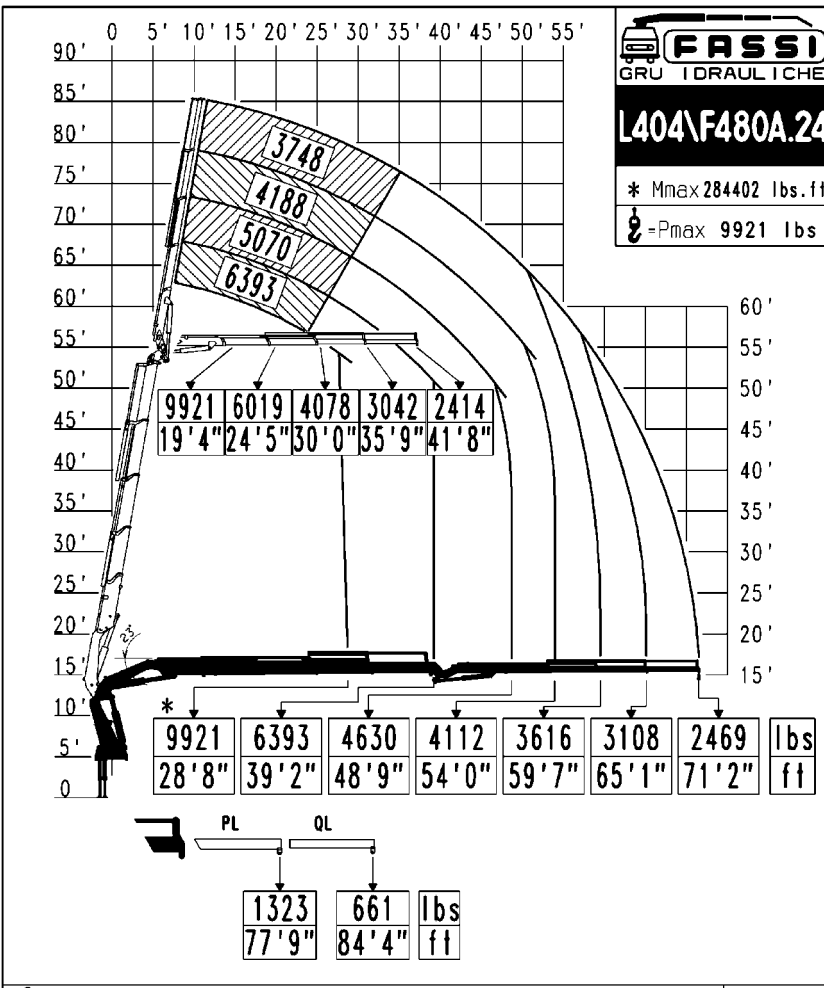 0 5' 10' 15' 20' 25' 30' 35' 40' 45' 50' 55'
90'
85'
80'
75'
70'
65'
60'
55'
50'
45'
40'
35'
30'
25'
20'
15'
10'
5'
0
FASSI
GRU IDRAULICHE
L404\F480A.24
* Mmax 284402 lbs.ft
=Pmax 9921 lbs
3748
4188
5070
6393
60'
55'
50'
45'
40'
35'
30'
25'
20'
15'
9921 6019 4078 3042 2414
19'4" 24'5" 30'0" 35'9" 41'8"
23°
*
9921 6393 4630 4112 3616 3108 2469 lbs
28'8" 39'2" 48'9" 54'0" 59'7" 65'1" 71'2" ft
PL QL
1323 661 lbs
77'9" 84'4" ft